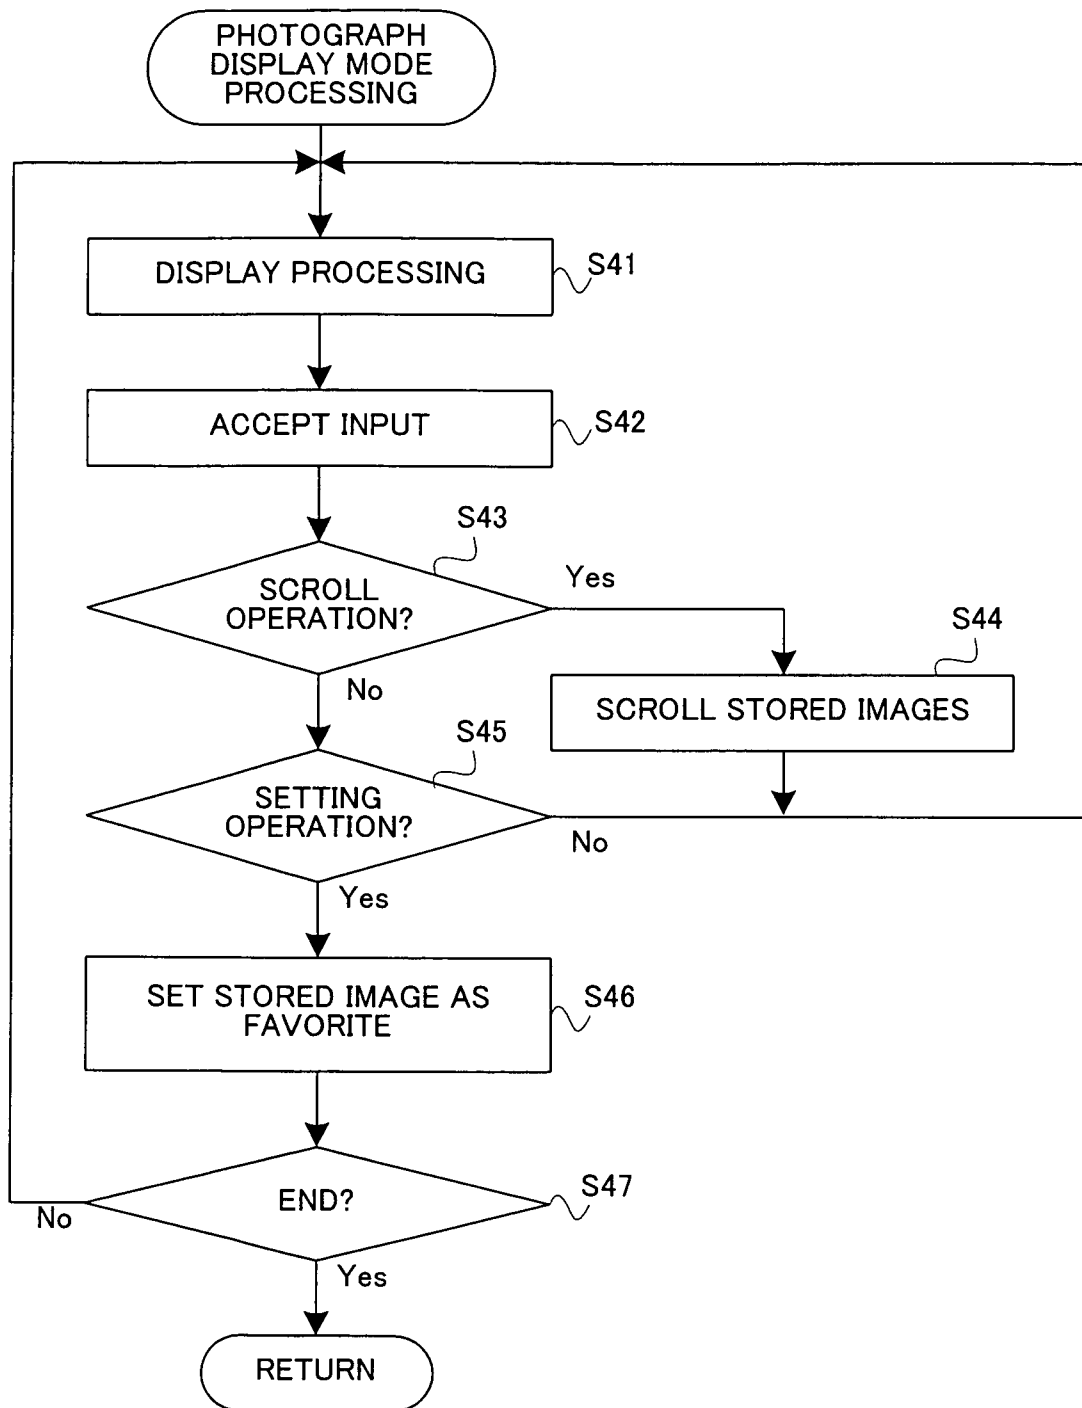 PHOTOGRAPH
DISPLAY MODE
PROCESSING
DISPLAY PROCESSING
S41
ACCEPT INPUT
S42
S43
SCROLL
OPERATION?
Yes
No
S44
SCROLL STORED IMAGES
S45
SETTING
OPERATION?
No
Yes
SET STORED IMAGE AS
FAVORITE
S46
END?
S47
No
Yes
RETURN